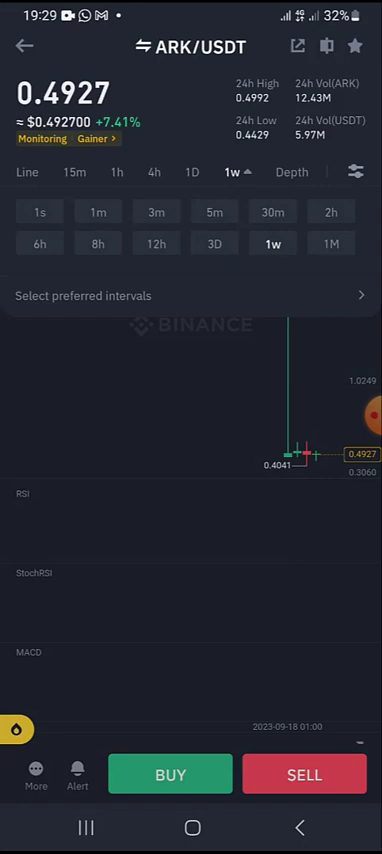 19:29 4G 32%
ARK/USDT
0.4927
≈ $0.492700 +7.41%
Monitoring Gainer >
24h High 24h Vol(ARK)
0.4992 12.43M
24h Low 24h Vol(USDT)
0.4429 5.97M
Line 15m 1h 4h 1D 1w Depth
1s 1m 3m 5m 30m 2h
6h 8h 12h 3D 1w 1M
Select preferred intervals
BINANCE
1.0249
0.4927
0.4041
0.3060
RSI
StochRSI
MACD
2023-09-18 01:00
More Alert BUY SELL